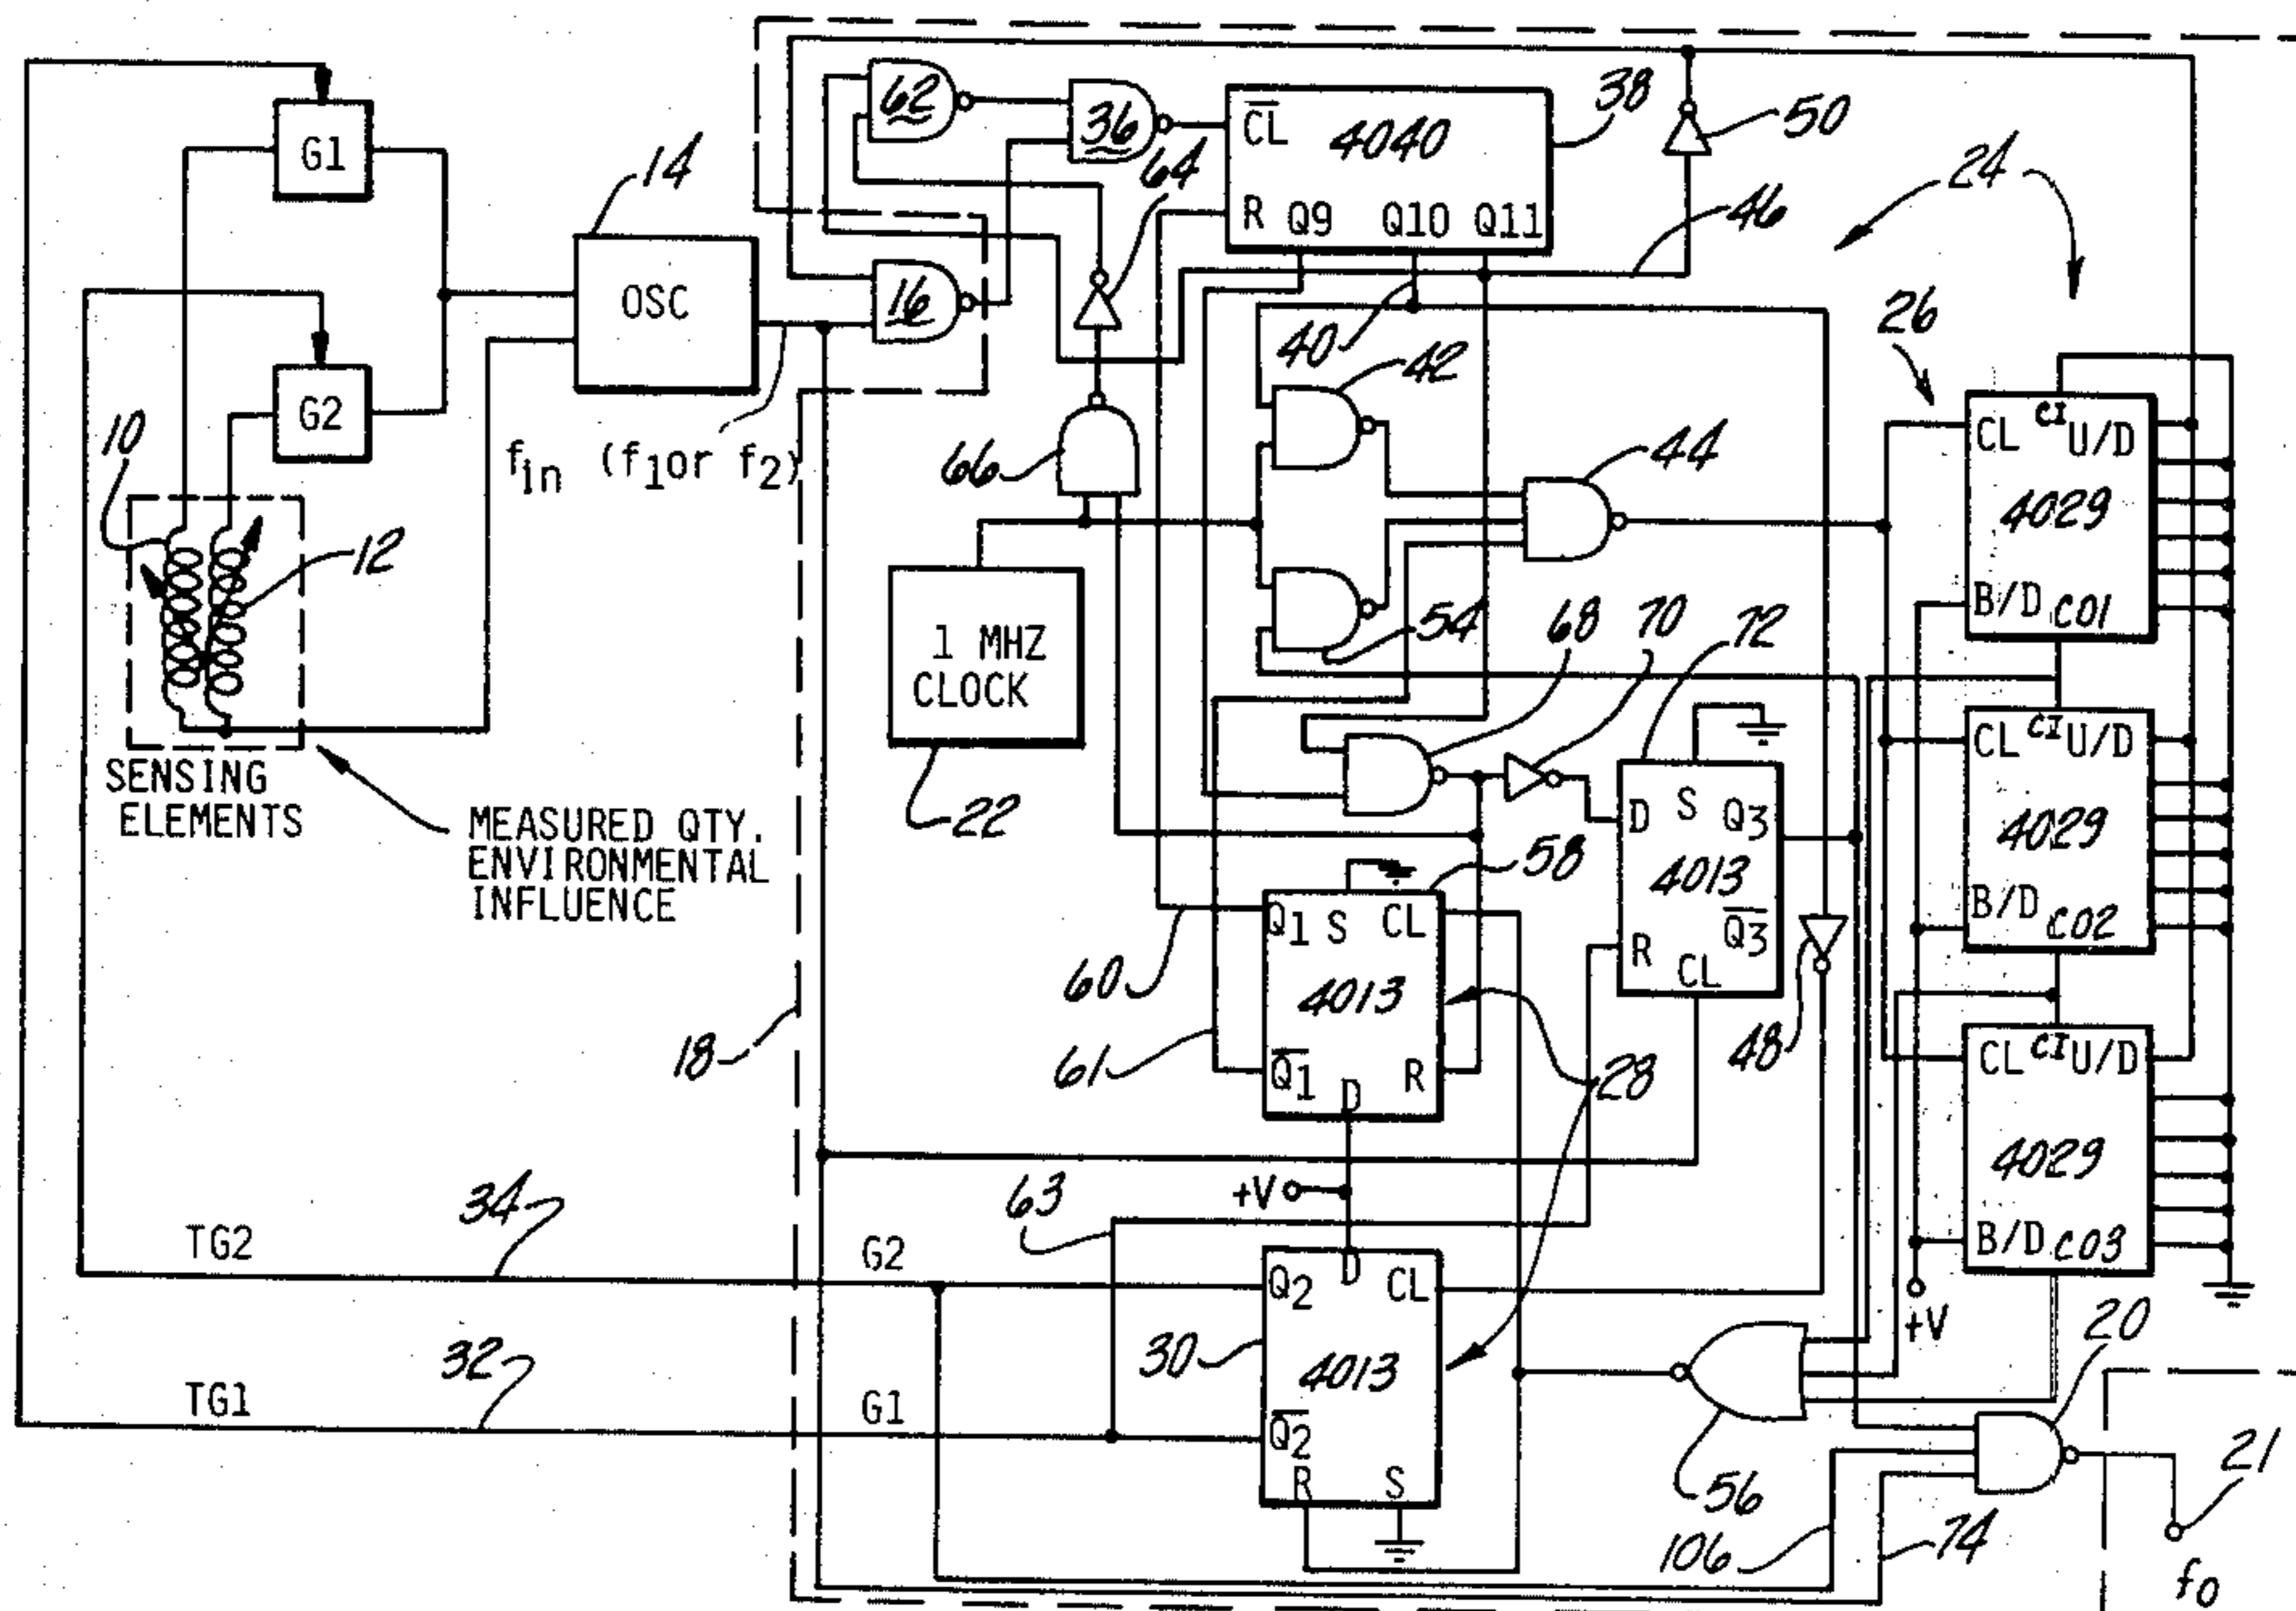 62
36
CL
4040
38
50
G1
14
64
R
Q9
Q10
Q11
46
24
OSC
16
40
26
42
G2
10
fin (f1 or f2)
66
44
CL
CI
U/D
4029
12
1 MHZ
CLOCK
54
68
70
72
B/D
CO1
SENSING
ELEMENTS
MEASURED QTY.
ENVIRONMENTAL
INFLUENCE
22
D
S
Q3
4013
Q3
R
CL
CL
CI
U/D
4029
B/D
CO2
58
Q1
S
CL
60
4013
61
Q1
D
R
28
48
18
CL
CI
U/D
4029
B/D
CO3
+V
63
+V
34
TG2
G2
Q2
D
CL
30
4013
32
TG1
G1
Q2
R
S
56
20
106
74
21
fo